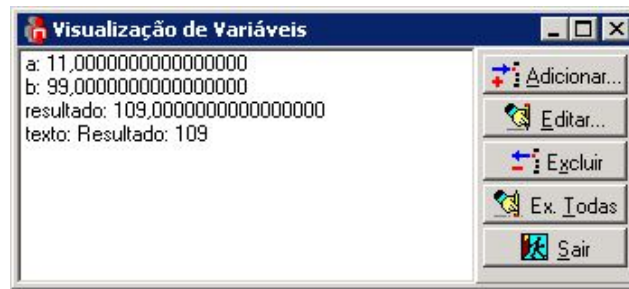 Visualização de Variáveis
a: 11,0000000000000000
b: 99,0000000000000000
resultado: 109,0000000000000000
texto: Resultado: 109
Adicionar...
Editar...
Excluir
Ex. Todas
Sair